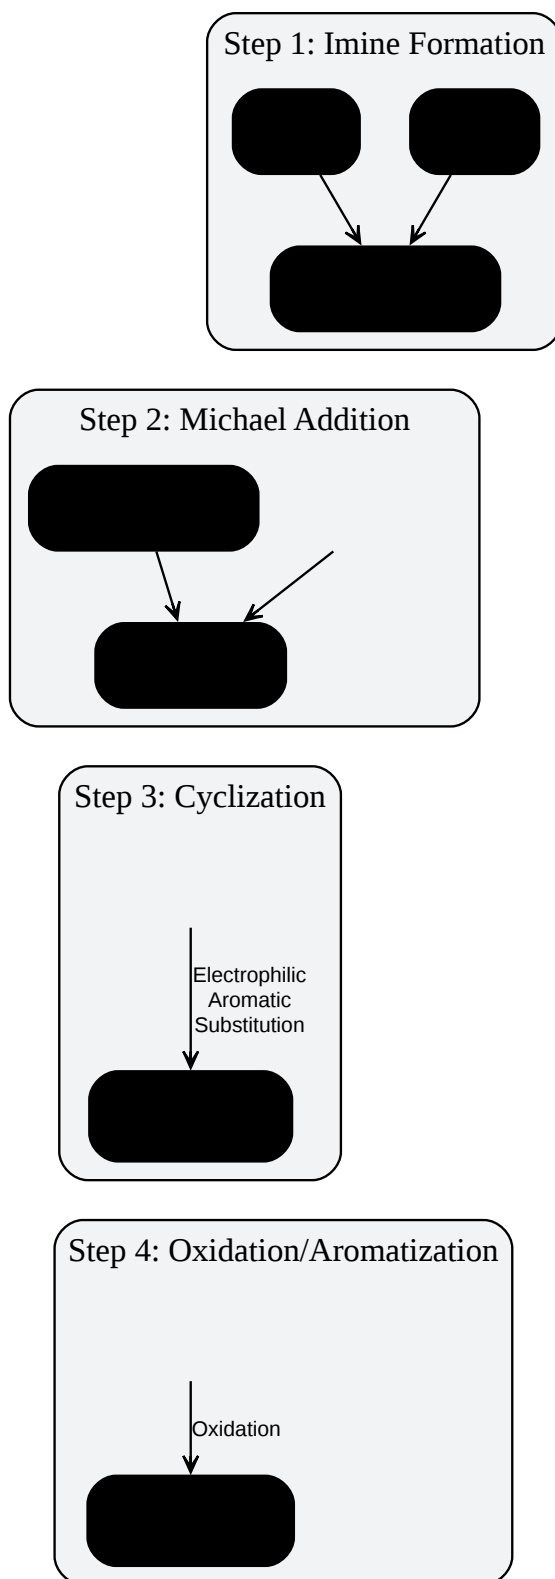 Step 1: Imine Formation
Step 2: Michael Addition
Step 3: Cyclization
Electrophilic
Aromatic
Substitution
Step 4: Oxidation/Aromatization
Oxidation